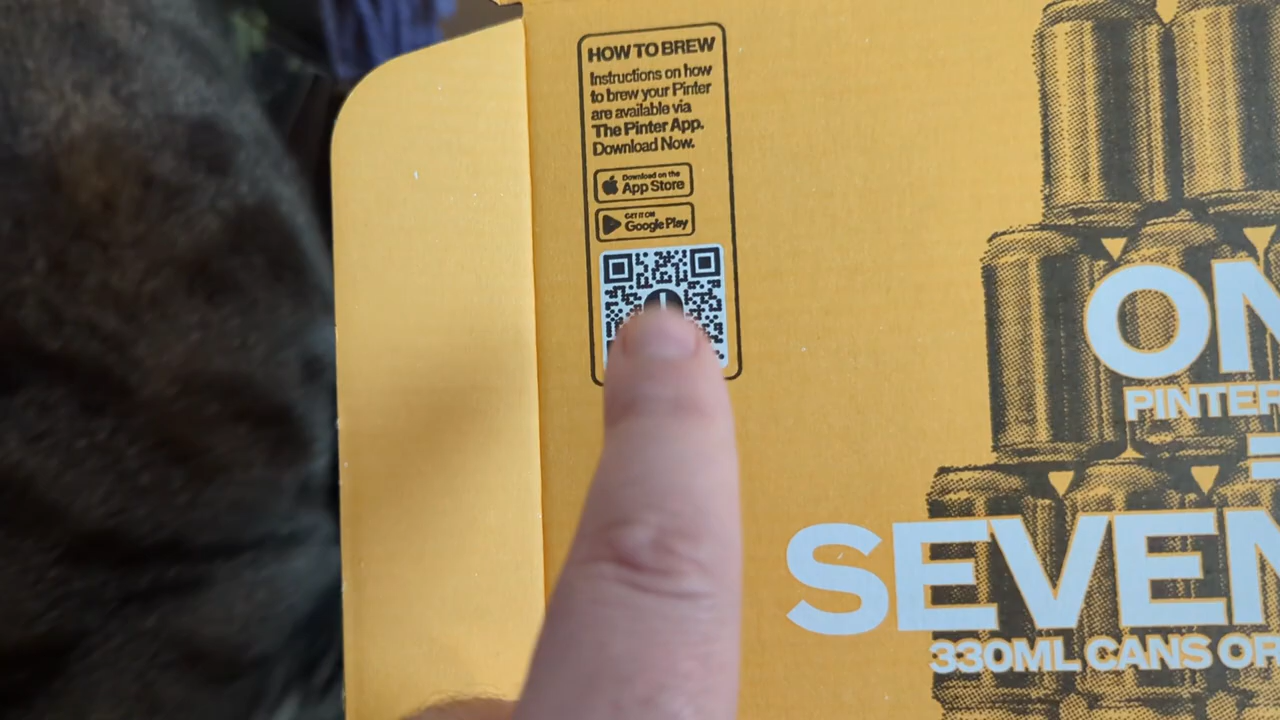 HOW TO BREW
Instructions on how
to brew your Pinter
are available via
The Pinter App.
Download Now.
Download on the
App Store
GET IT ON
Google Play
ON
PINTER
=
SEVEN
330ML CANS OR